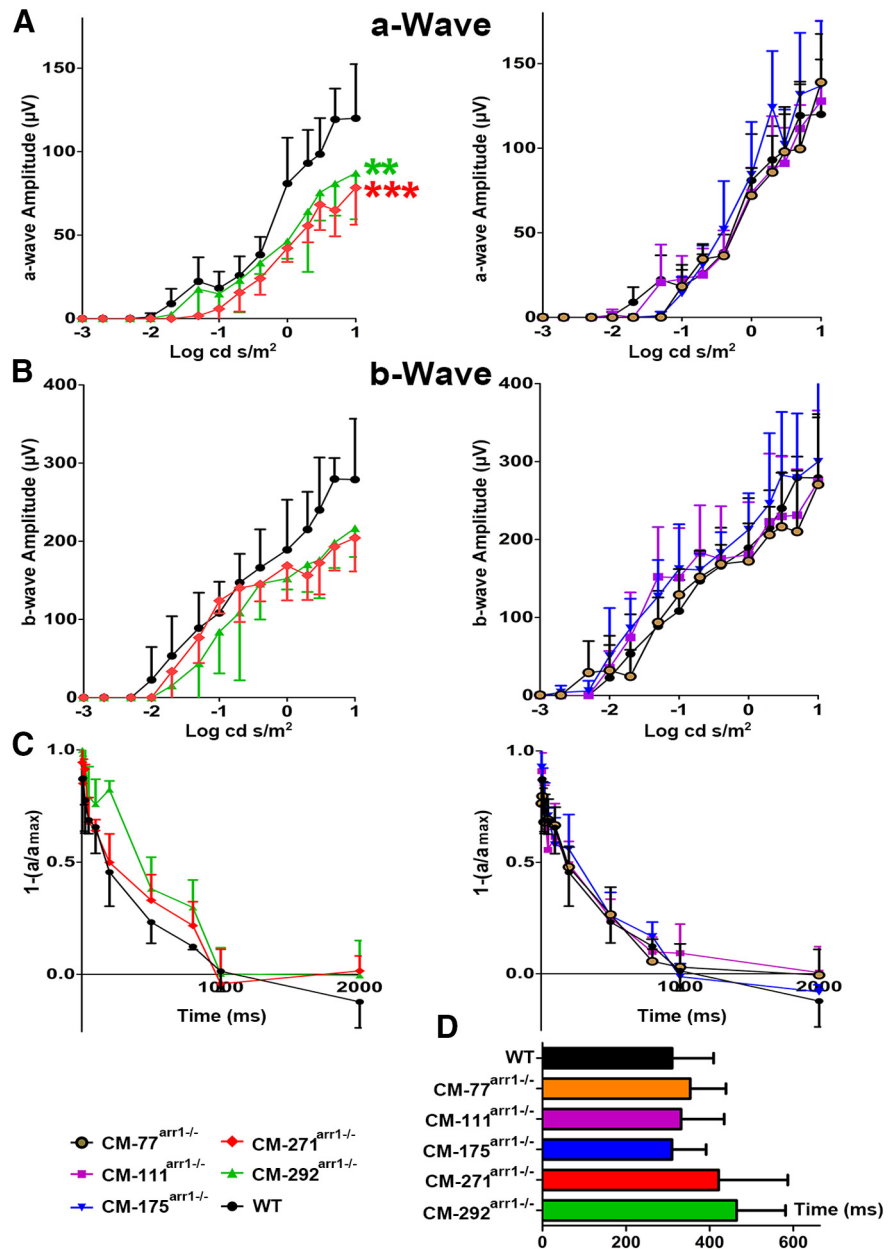 A
a-Wave
a-wave Amplitude (µV)
150
100
50
0
-3 -2 -1 0 1
Log cd s/m²
**
***
a-wave Amplitude (µV)
150
100
50
0
-3 -2 -1 0 1
Log cd s/m²
B
b-Wave
b-wave Amplitude (µV)
400
300
200
100
0
-3 -2 -1 0 1
Log cd s/m²
b-wave Amplitude (µV)
400
300
200
100
0
-3 -2 -1 0 1
Log cd s/m²
C
1-(a/a max)
1.0
0.5
0.0
1000 2000
Time (ms)
1-(a/a max)
1.0
0.5
0.0
1000 2000
Time (ms)
CM-77arr1-/-
CM-111arr1-/-
CM-175arr1-/-
CM-271arr1-/-
CM-292arr1-/-
WT
D
WT
CM-77arr1-/-
CM-111arr1-/-
CM-175arr1-/-
CM-271arr1-/-
CM-292arr1-/-
Time (ms)
0 200 400 600